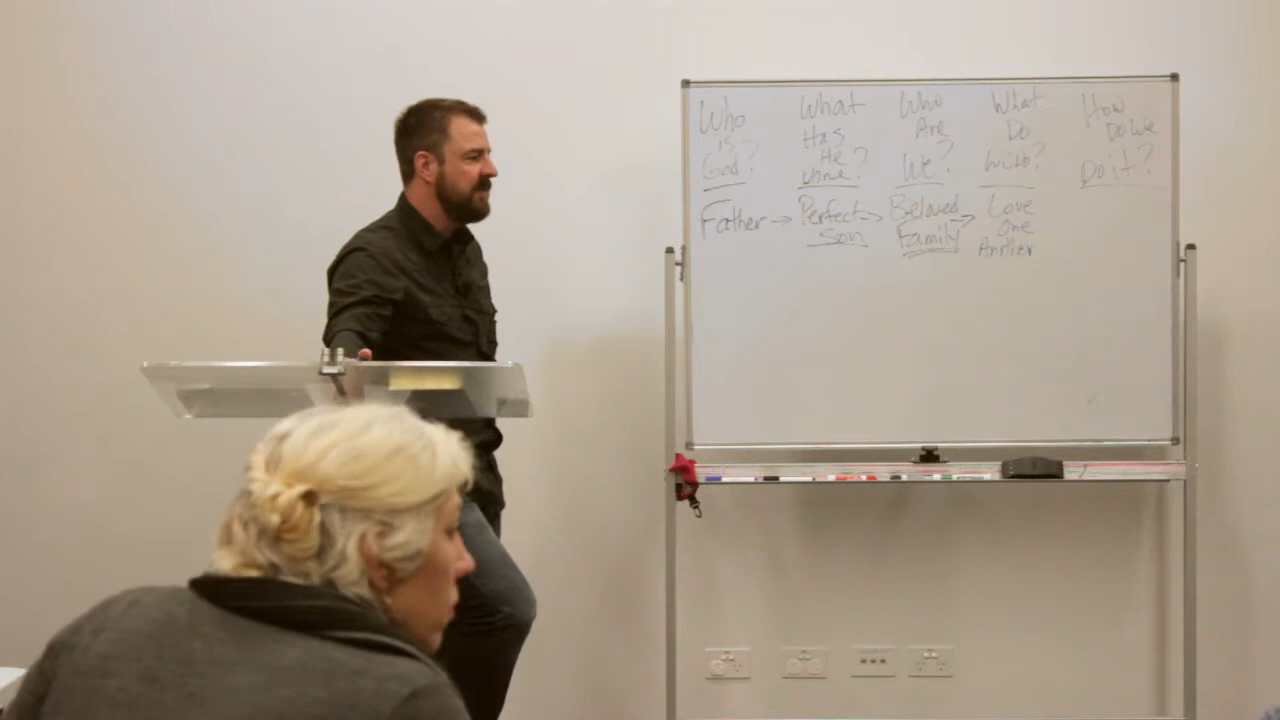 Who
is
God?
What
Has
He
Done?
Who
Are
We?
What
Do
We Do?
How
Do We
Do it?
Father → Perfect → Beloved → Love
Son Family One
Another